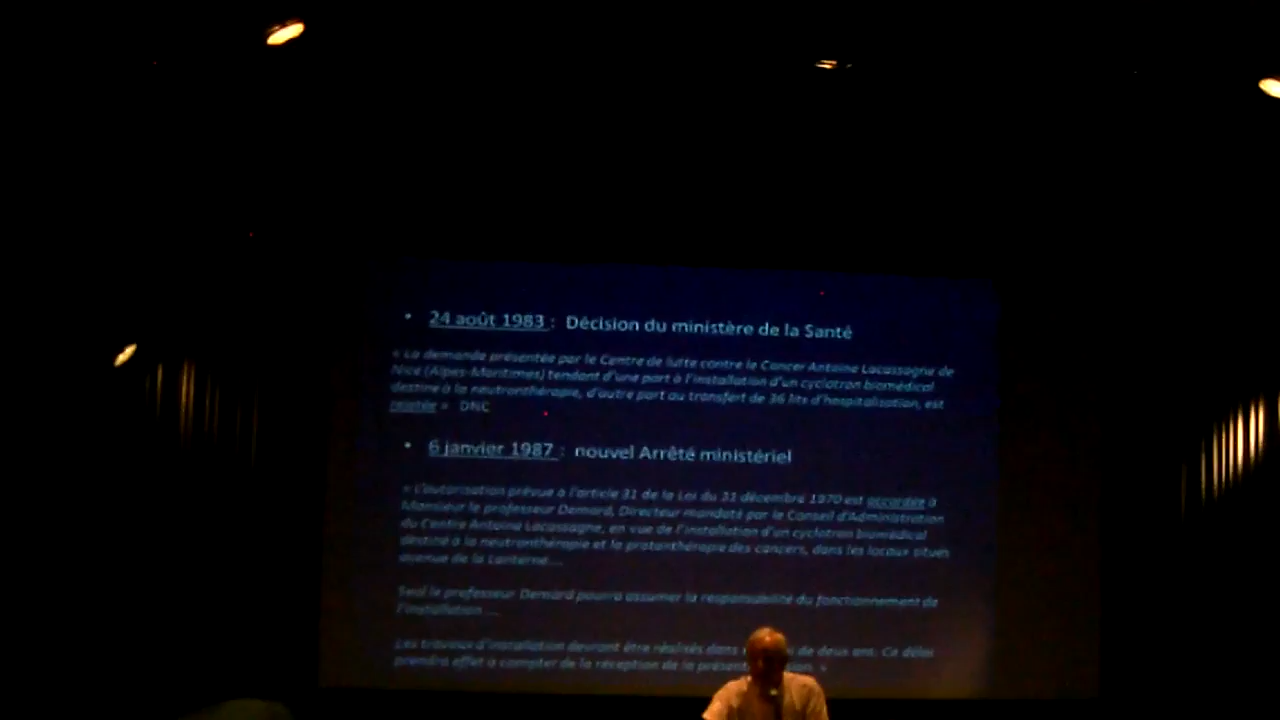 • 24 août 1983 : Décision du ministère de la Santé
« La demande présentée par le Centre de lutte contre le Cancer Antoine Lacassagne de
Nice (Alpes-Maritimes) tendant d'une part à l'installation d'un cyclotron biomédical
destiné à la neutronthérapie, d'autre part au transfert de 36 lits d'hospitalisation, est
rejetée » DNC
• 6 janvier 1987 : nouvel Arrêté ministériel
« L'autorisation prévue à l'article 31 de la Loi du 31 décembre 1970 est accordée à
Monsieur le professeur Demard, Directeur mandaté par le Conseil d'Administration
du Centre Antoine Lacassagne, en vue de l'installation d'un cyclotron biomédical
destiné à la neutronthérapie et la protonthérapie des cancers, dans les locaux situés
avenue de la Lanterne....
Seul le professeur Demard pourra assumer la responsabilité du fonctionnement de
l'installation ....
Les travaux d'installation devront être réalisés dans de deux ans. Ce délai
prendra effet à compter de la réception de la »